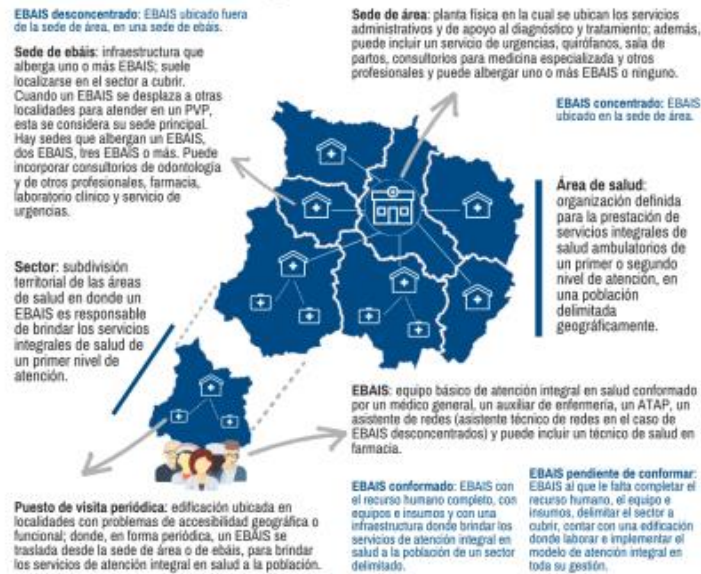 EBAIS desconcentrado: EBAIS ubicado fuera
de la sede de área, en una sede de ebáis.
Sede de ebáis: infraestructura que
alberga uno o más EBAIS; suele
localizarse en el sector a cubrir.
Cuando un EBAIS se desplaza a otras
localidades para atender en un PVP,
esta se considera su sede principal.
Hay sedes que albergan un EBAIS,
dos EBAIS, tres EBAIS o más. Puede
incorporar consultorios de odontología
y de otros profesionales, farmacia,
laboratorio clínico y servicio de
urgencias.
Sede de área: planta física en la cual se ubican los servicios
administrativos y de apoyo al diagnóstico y tratamiento; además,
puede incluir un servicio de urgencias, quirófanos, sala de
partos, consultorios para medicina especializada y otros
profesionales y puede albergar uno o más EBAIS o ninguno.
EBAIS concentrado: EBAIS
ubicado en la sede de área.
Área de salud:
organización definida
para la prestación de
servicios integrales de
salud ambulatorios de
un primer o segundo
nivel de atención, en
una población
delimitada
geográficamente.
Sector: subdivisión
territorial de las áreas
de salud en donde un
EBAIS es responsable
de brindar los servicios
integrales de salud de
un primer nivel de
atención.
EBAIS: equipo básico de atención integral en salud conformado
por un médico general, un auxiliar de enfermería, un ATAP, un
asistente de redes (asistente técnico de redes en el caso de
EBAIS desconcentrados) y puede incluir un técnico de salud en
farmacia.
Puesto de visita periódica: edificación ubicada en
localidades con problemas de accesibilidad geográfica o
funcional; donde, en forma periódica, un EBAIS se
traslada desde la sede de área o de ebáis, para brindar
los servicios de atención integral en salud a la población.
EBAIS conformado: EBAIS con
el recurso humano completo, con
equipos e insumos y con una
infraestructura donde brindar los
servicios de atención integral en
salud a la población de un sector
delimitado.
EBAIS pendiente de conformar:
EBAIS al que le falta completar el
recurso humano, el equipo e
insumos, delimitar el sector a
cubrir, contar con una edificación
donde laborar e implementar el
modelo de atención integral en
toda su gestión.